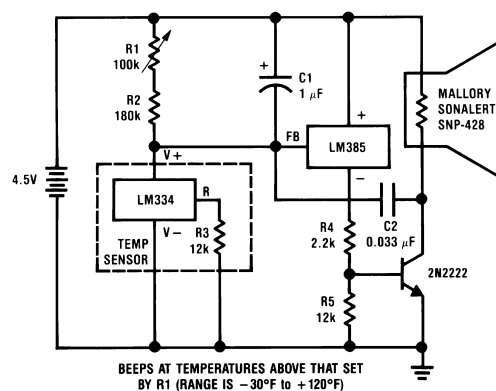 R1
100k
R2
180k
+
C1
1 µF
MALLORY
SONALERT
SNP-428
4.5V
V+
LM334
R
V−
TEMP
SENSOR
R3
12k
FB
+
LM385
−
R4
2.2k
C2
0.033 µF
2N2222
R5
12k
BEEPS AT TEMPERATURES ABOVE THAT SET
BY R1 (RANGE IS −30°F to +120°F)